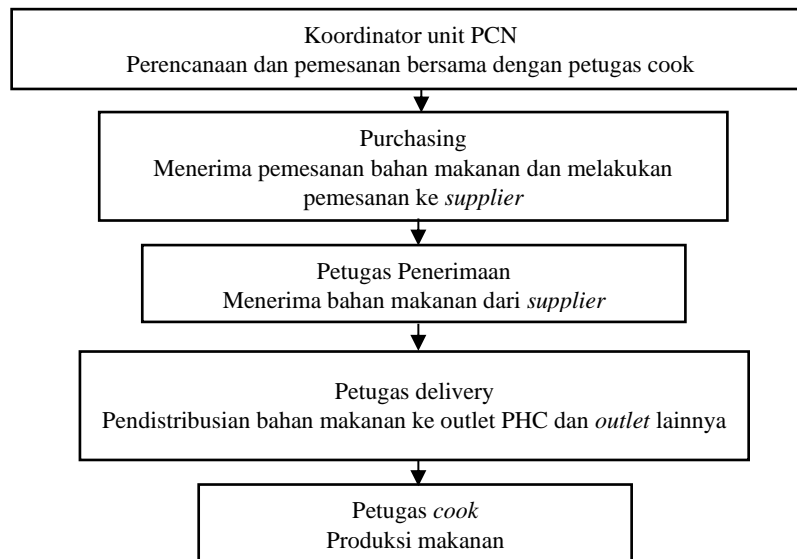 Koordinator unit PCN
Perencanaan dan pemesanan bersama dengan petugas cook
Purchasing
Menerima pemesanan bahan makanan dan melakukan
pemesanan ke supplier
Petugas Penerimaan
Menerima bahan makanan dari supplier
Petugas delivery
Pendistribusian bahan makanan ke outlet PHC dan outlet lainnya
Petugas cook
Produksi makanan